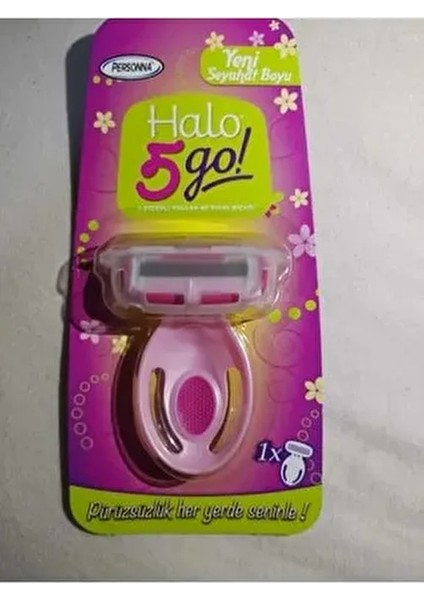 PERSONNA
Yeni
Seyahat Boyu
Halo
5 go!
1x
Pürüzsüzlük her yerde seninle!